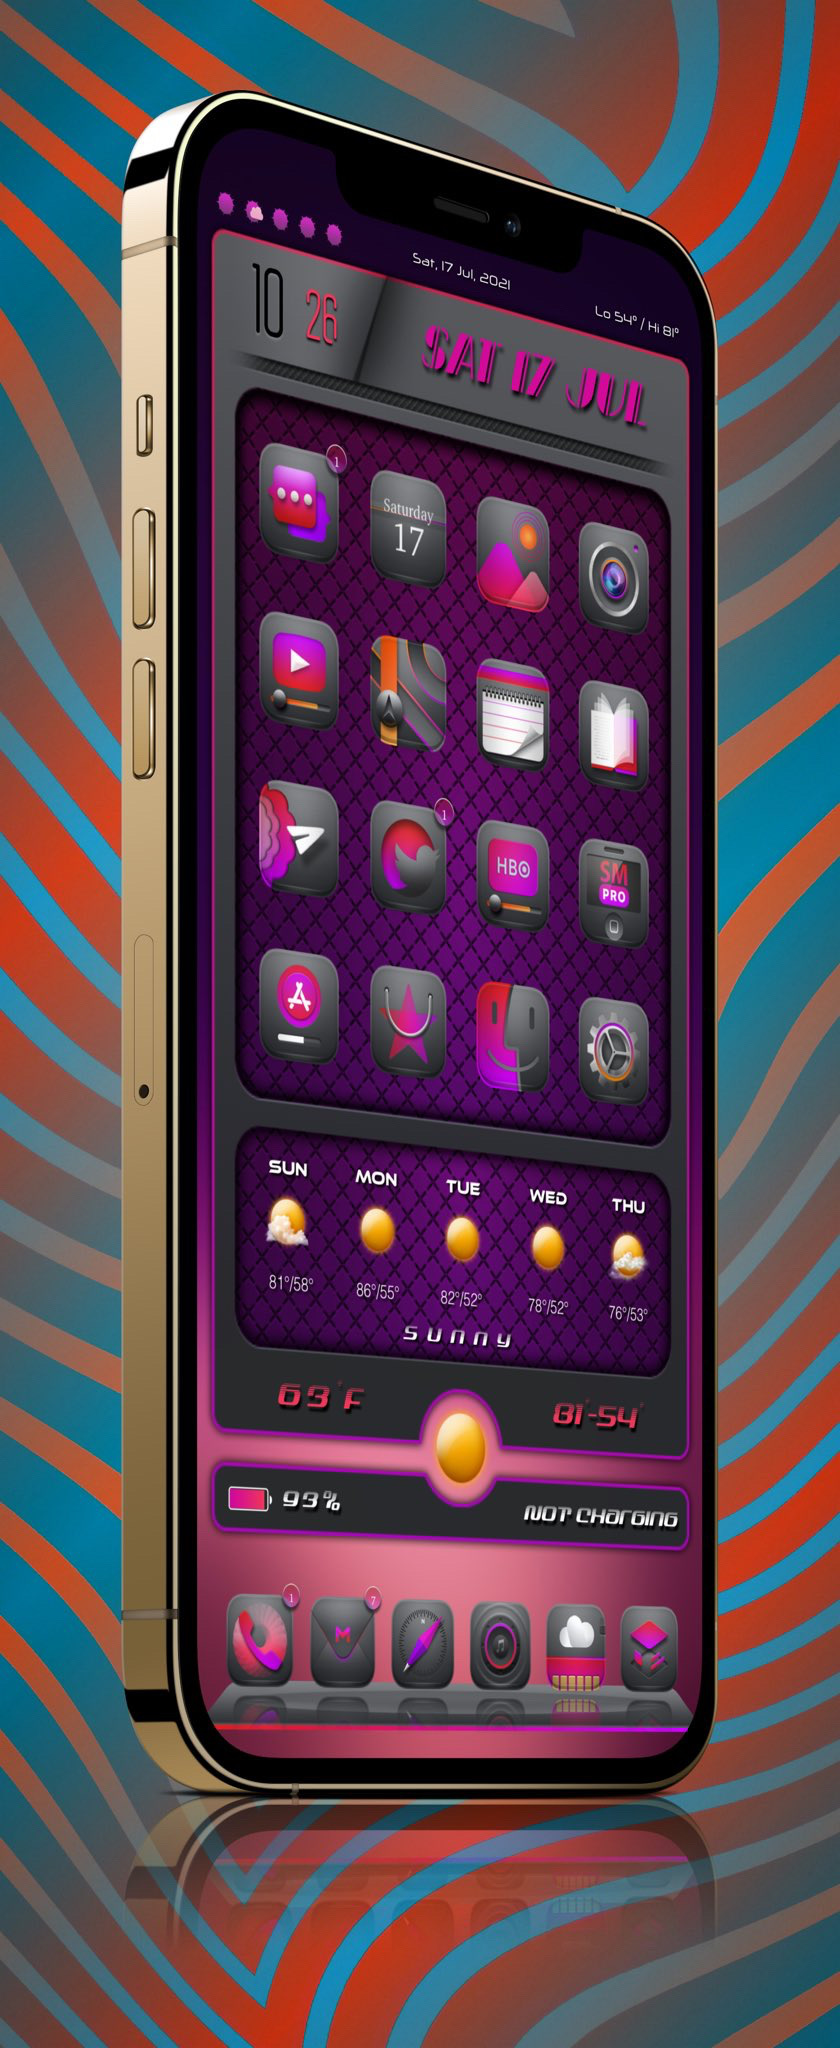 Sat, 17 Jul, 2021
Lo 54° / Hi 81°
10 26
SAT 17 JUL
1
Saturday
17
1
HBO
SM
PRO
SUN MON TUE WED THU
81°/58° 86°/55° 82°/52° 78°/52° 76°/53°
sunny
63°F
81°-54°
93%
NOT Charging
1
7
M
N